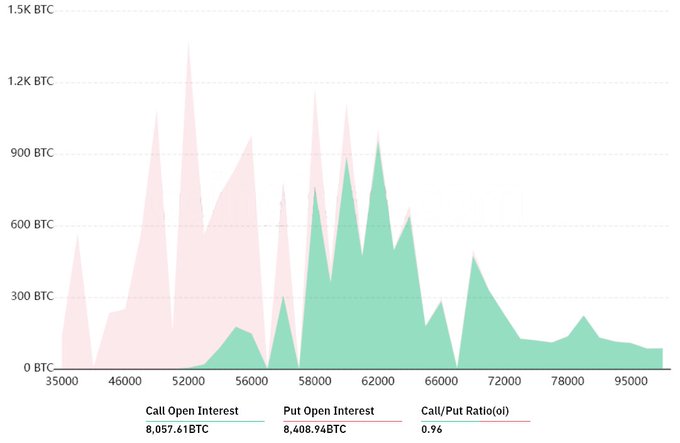 1.5K BTC
1.2K BTC
900 BTC
600 BTC
300 BTC
0 BTC
35000 46000 52000 56000 58000 62000 66000 72000 78000 95000
Call Open Interest Put Open Interest Call/Put Ratio(oi)
8,057.61BTC 8,408.94BTC 0.96